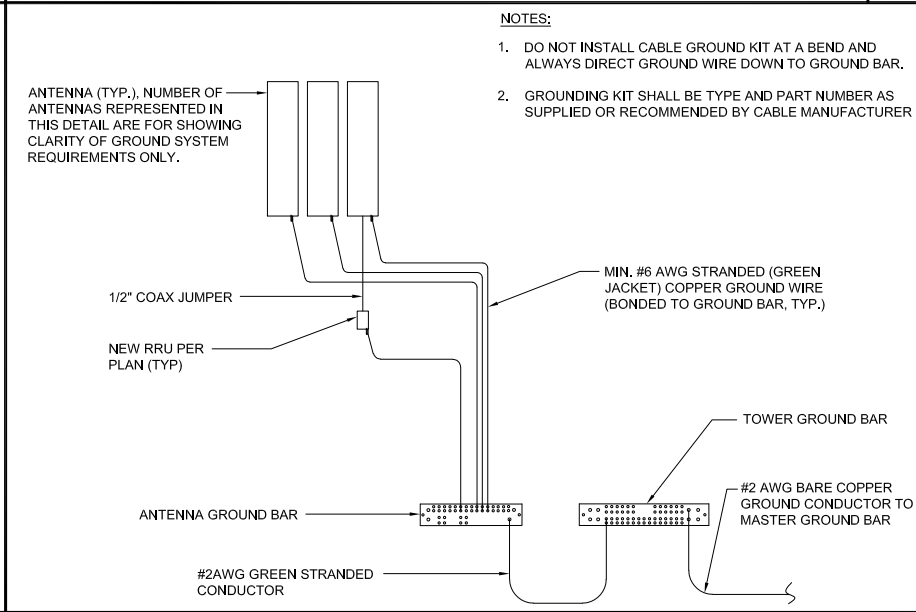 NOTES:
1. DO NOT INSTALL CABLE GROUND KIT AT A BEND AND
ALWAYS DIRECT GROUND WIRE DOWN TO GROUND BAR.
2. GROUNDING KIT SHALL BE TYPE AND PART NUMBER AS
SUPPLIED OR RECOMMENDED BY CABLE MANUFACTURER
ANTENNA (TYP.), NUMBER OF
ANTENNAS REPRESENTED IN
THIS DETAIL ARE FOR SHOWING
CLARITY OF GROUND SYSTEM
REQUIREMENTS ONLY.
MIN. #6 AWG STRANDED (GREEN
JACKET) COPPER GROUND WIRE
(BONDED TO GROUND BAR, TYP.)
1/2" COAX JUMPER
NEW RRU PER
PLAN (TYP)
TOWER GROUND BAR
#2 AWG BARE COPPER
GROUND CONDUCTOR TO
MASTER GROUND BAR
ANTENNA GROUND BAR
#2AWG GREEN STRANDED
CONDUCTOR